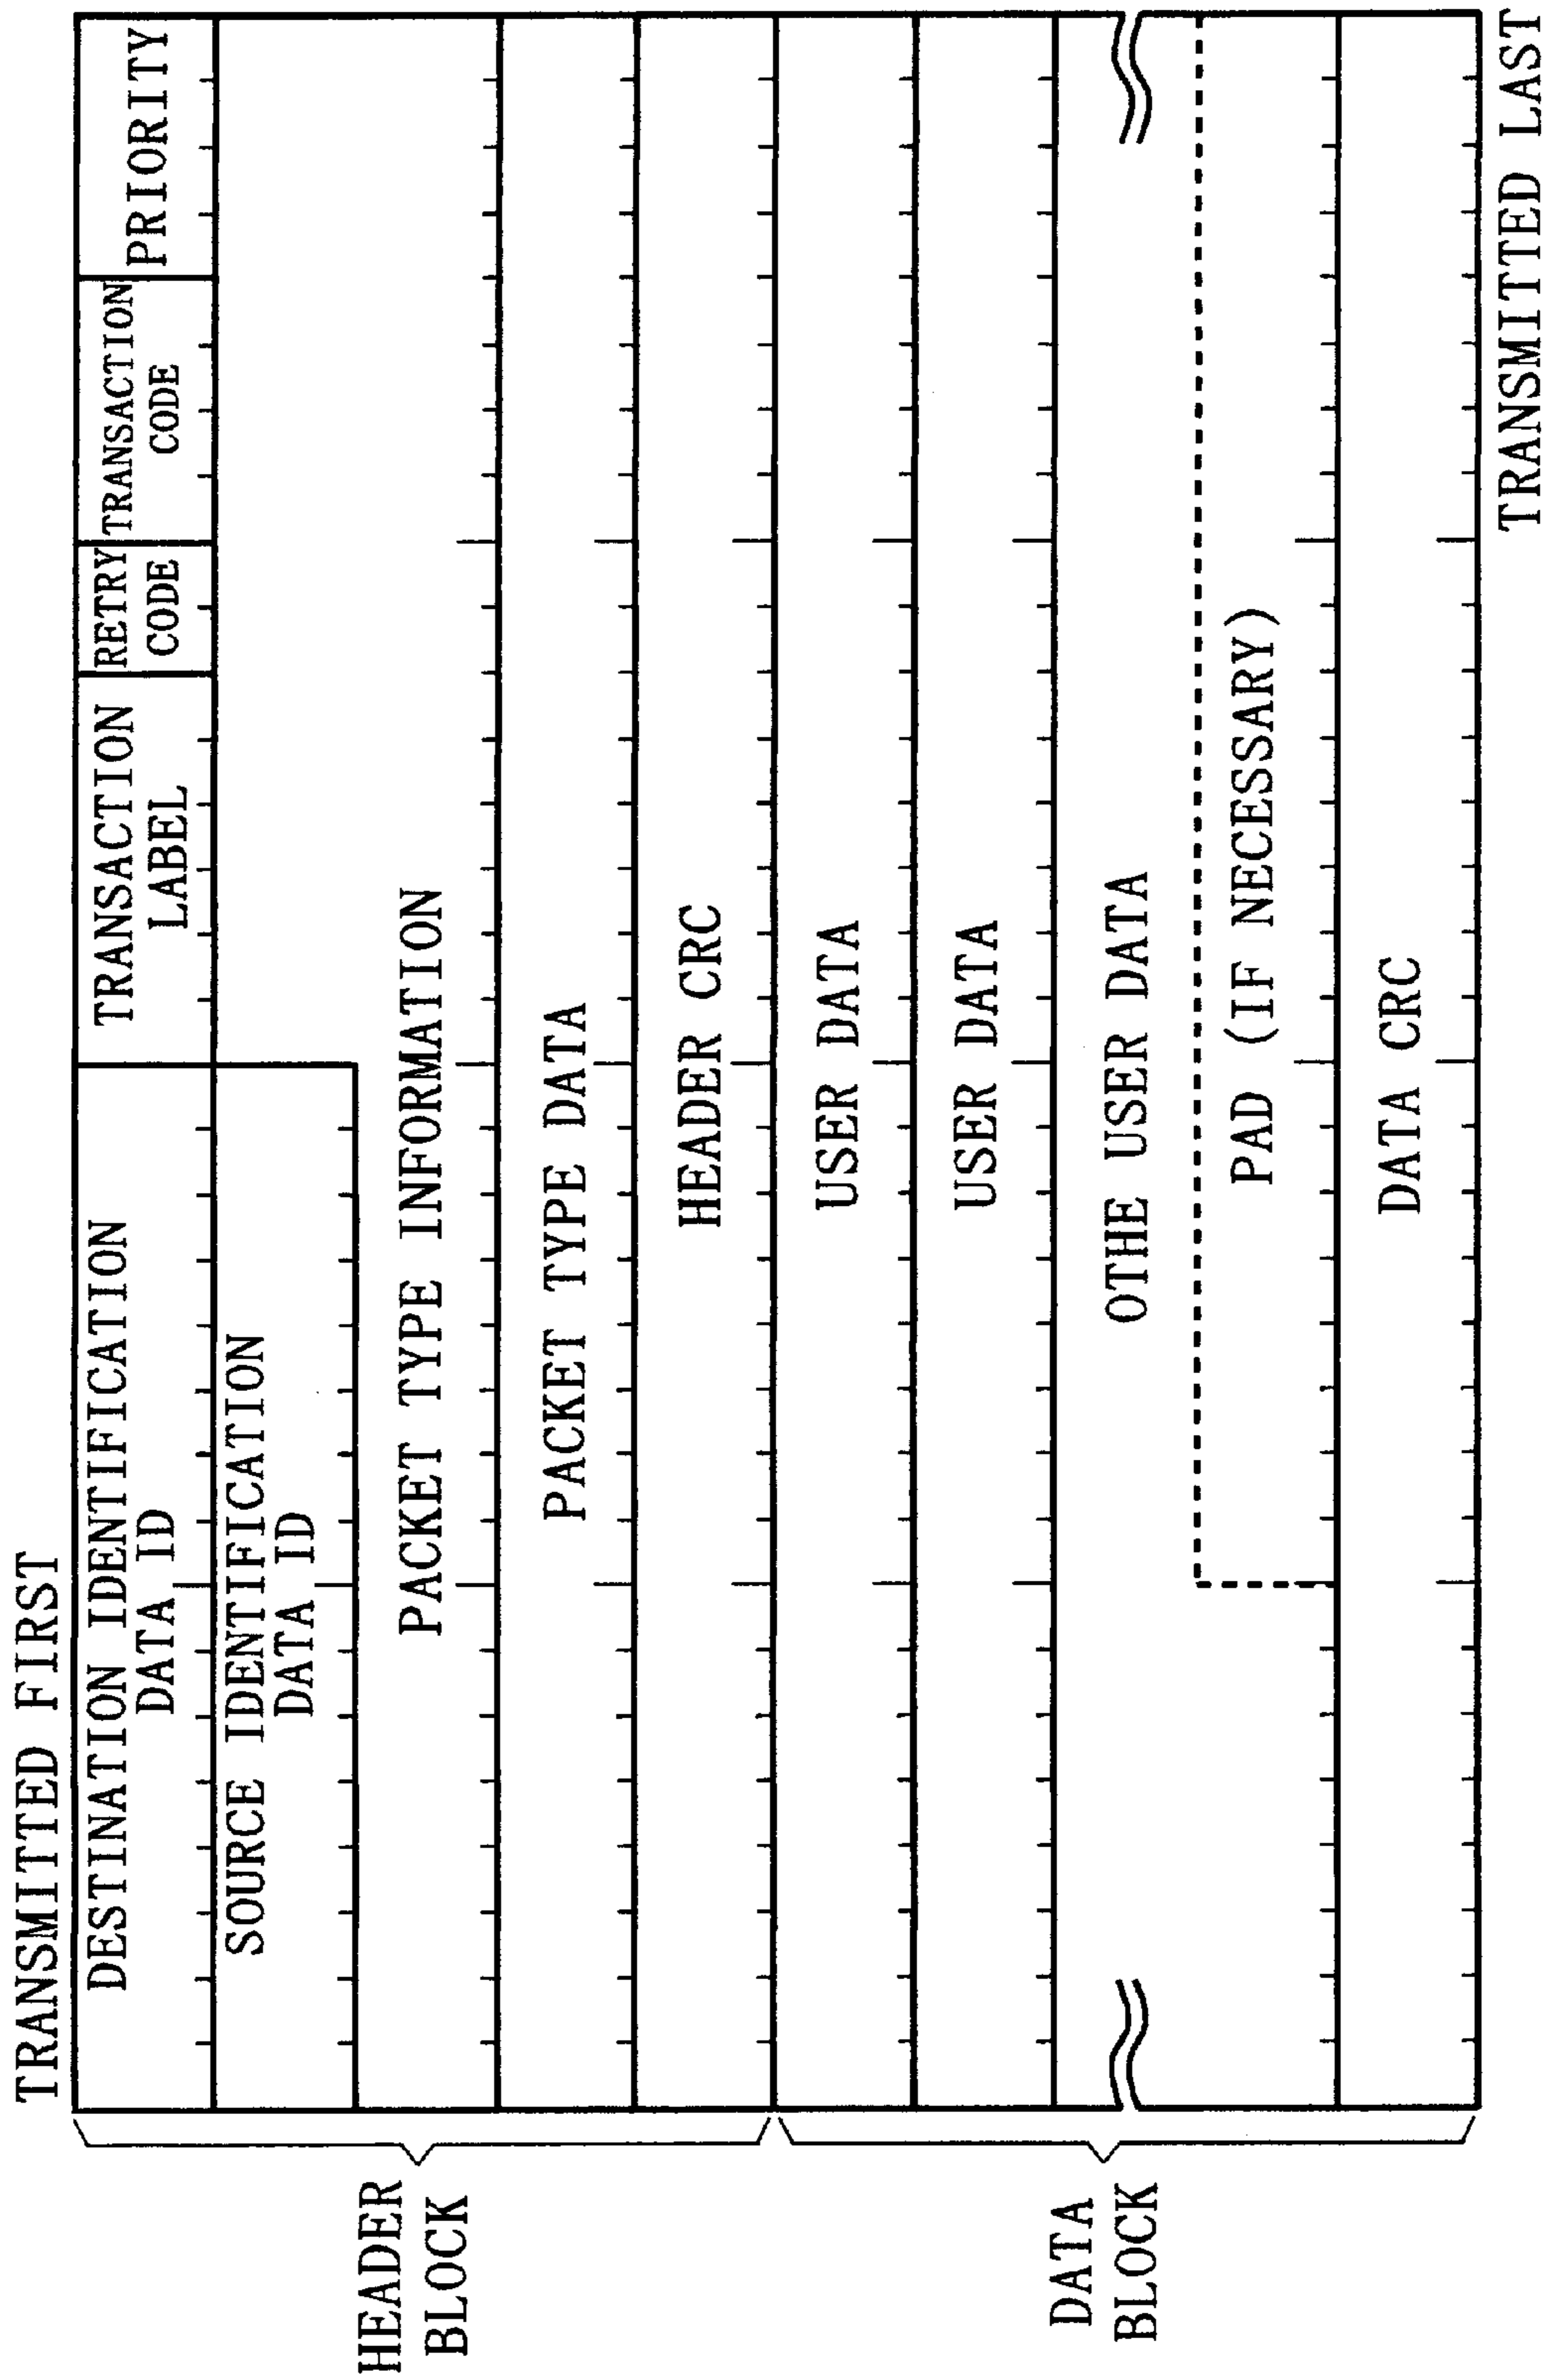 TRANSMITTED FIRST
DESTINATION IDENTIFICATION
DATA ID
TRANSACTION
LABEL
RETRY
CODE
TRANSACTION
CODE
PRIORITY
SOURCE IDENTIFICATION
DATA ID
PACKET TYPE INFORMATION
PACKET TYPE DATA
HEADER CRC
USER DATA
USER DATA
OTHE USER DATA
PAD (IF NECESSARY)
DATA CRC
HEADER
BLOCK
DATA
BLOCK
TRANSMITTED LAST